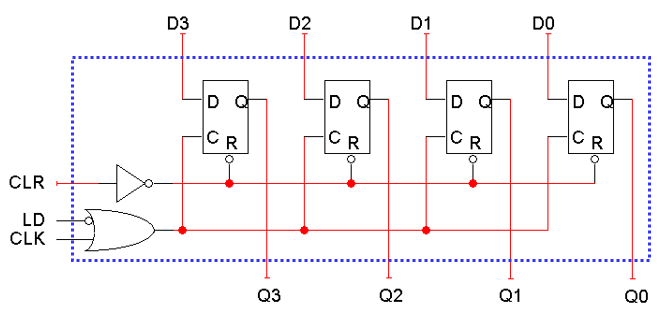 D3 D2 D1 D0
D Q D Q D Q D Q
C R C R C R C R
CLR
LD
CLK
Q3 Q2 Q1 Q0